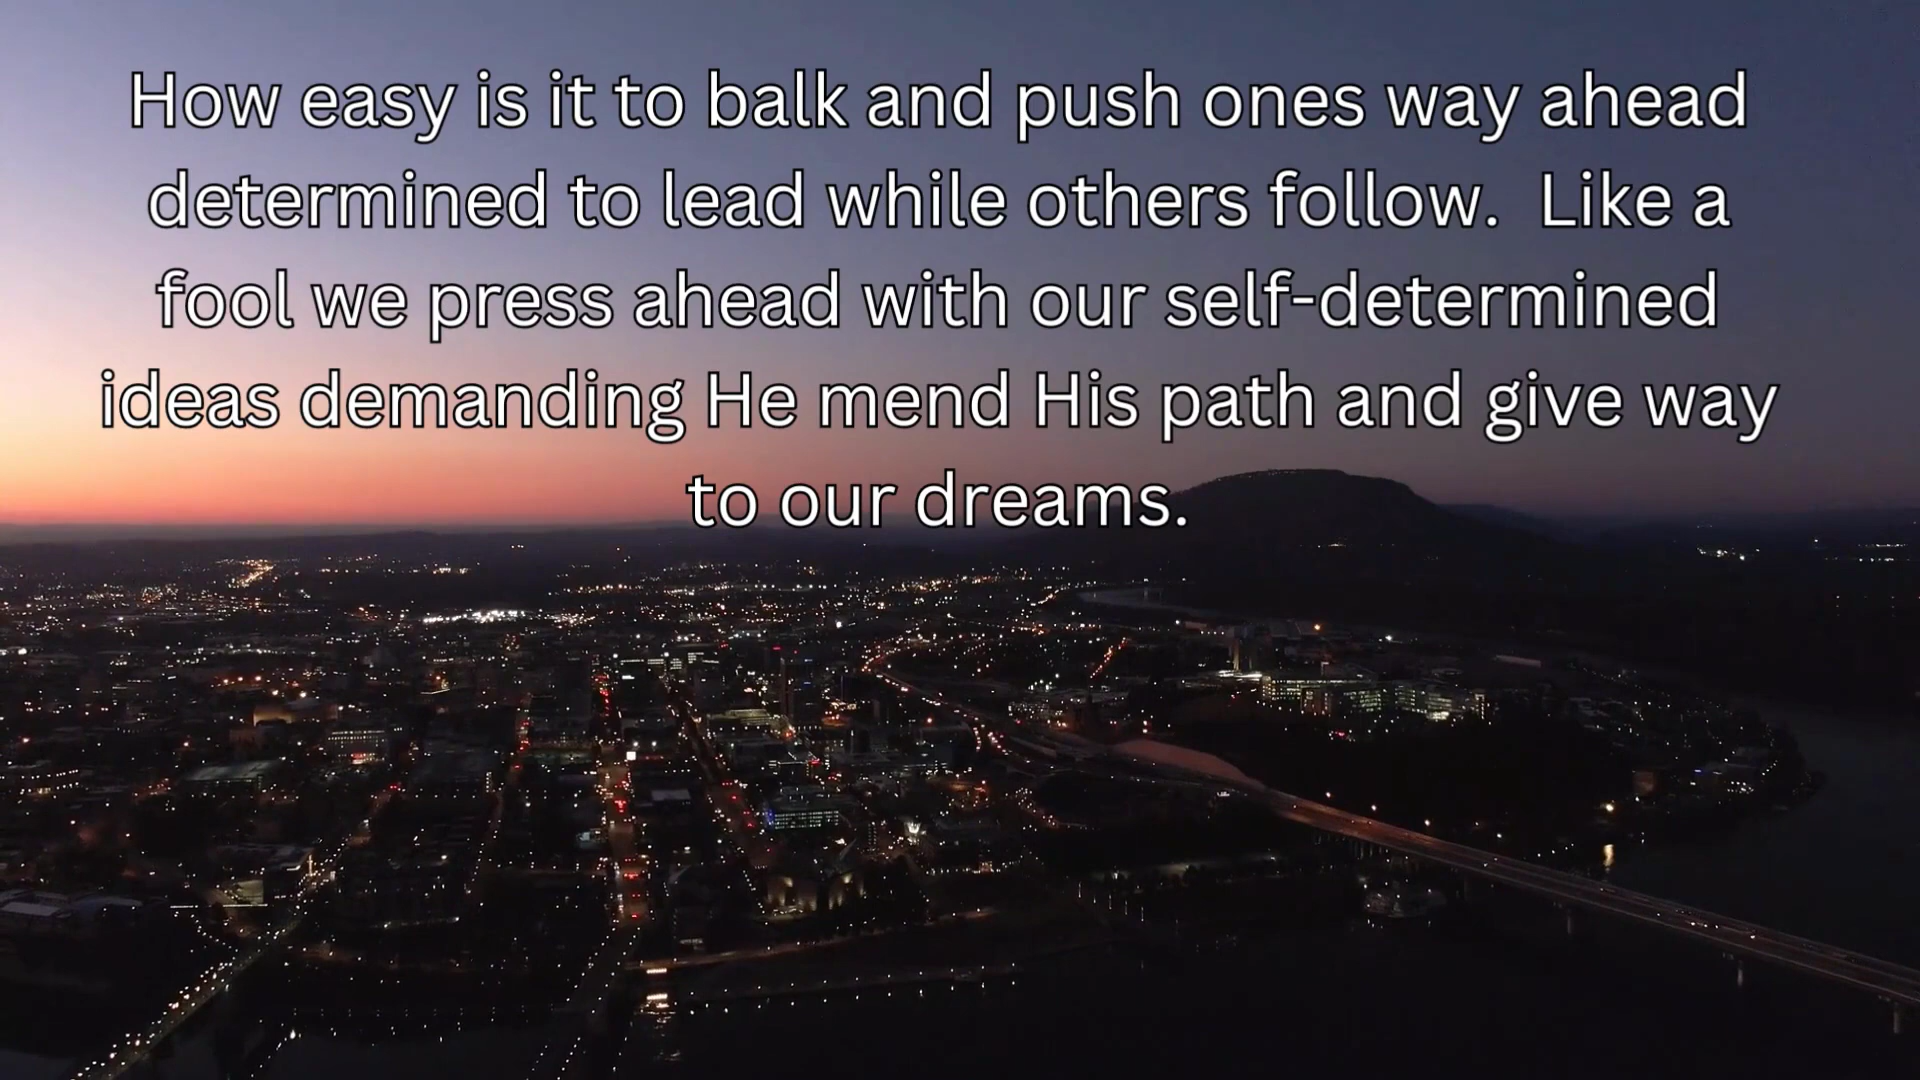 How easy is it to balk and push ones way ahead
determined to lead while others follow.  Like a
fool we press ahead with our self-determined
ideas demanding He mend His path and give way
to our dreams.